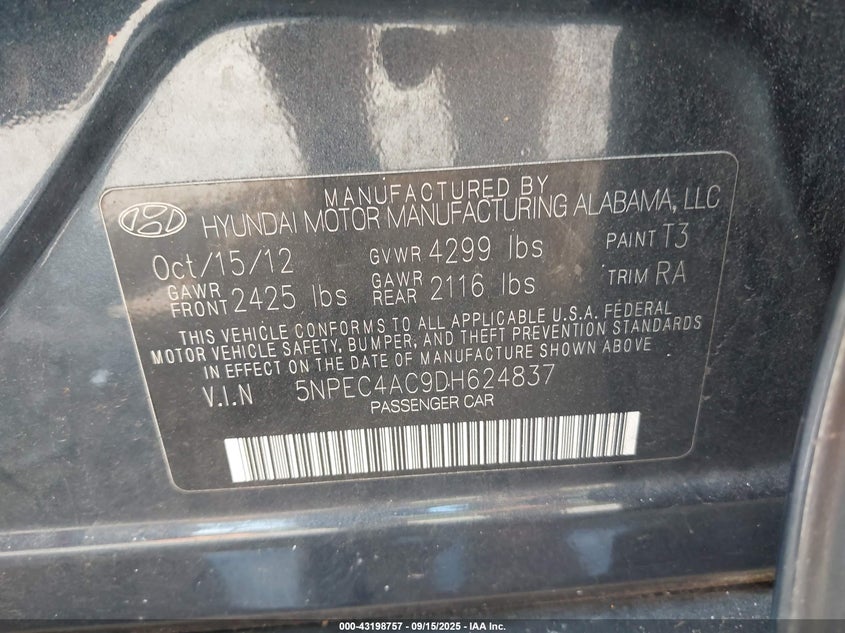 MANUFACTURED BY
HYUNDAI MOTOR MANUFACTURING ALABAMA, LLC
Oct/15/12 GVWR 4299 lbs PAINT T3
GAWR FRONT 2425 lbs GAWR REAR 2116 lbs TRIM RA
THIS VEHICLE CONFORMS TO ALL APPLICABLE U.S.A. FEDERAL
MOTOR VEHICLE SAFETY, BUMPER, AND THEFT PREVENTION STANDARDS
IN EFFECT ON THE DATE OF MANUFACTURE SHOWN ABOVE
V.I.N 5NPEC4AC9DH624837
PASSENGER CAR
000-43198757 - 09/15/2025 - IAA Inc.